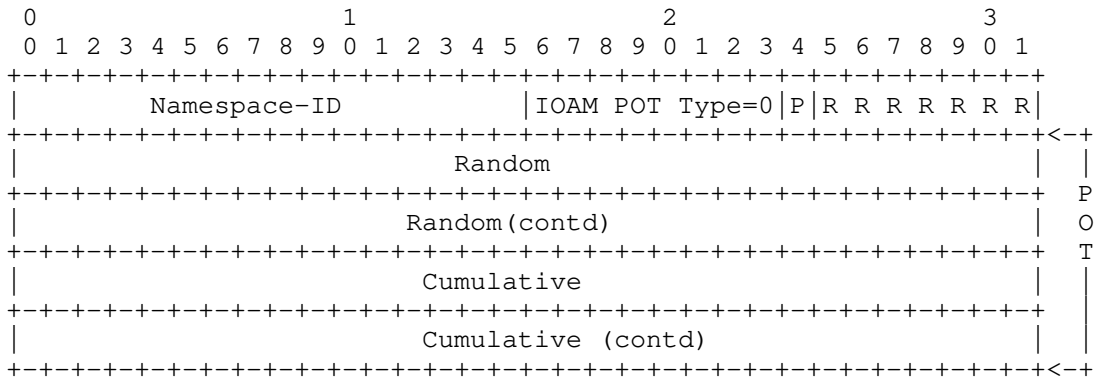 0                   1                   2                   3
 0 1 2 3 4 5 6 7 8 9 0 1 2 3 4 5 6 7 8 9 0 1 2 3 4 5 6 7 8 9 0 1
+-+-+-+-+-+-+-+-+-+-+-+-+-+-+-+-+-+-+-+-+-+-+-+-+-+-+-+-+-+-+-+-+
|        Namespace-ID           |IOAM POT Type=0|P|R R R R R R R|
+-+-+-+-+-+-+-+-+-+-+-+-+-+-+-+-+-+-+-+-+-+-+-+-+-+-+-+-+-+-+-+-+<-+
|                           Random                              |  |
+-+-+-+-+-+-+-+-+-+-+-+-+-+-+-+-+-+-+-+-+-+-+-+-+-+-+-+-+-+-+-+-+  P
|                        Random(contd)                          |  O
+-+-+-+-+-+-+-+-+-+-+-+-+-+-+-+-+-+-+-+-+-+-+-+-+-+-+-+-+-+-+-+-+  T
|                         Cumulative                            |  |
+-+-+-+-+-+-+-+-+-+-+-+-+-+-+-+-+-+-+-+-+-+-+-+-+-+-+-+-+-+-+-+-+  |
|                         Cumulative (contd)                    |  |
+-+-+-+-+-+-+-+-+-+-+-+-+-+-+-+-+-+-+-+-+-+-+-+-+-+-+-+-+-+-+-+-+<-+